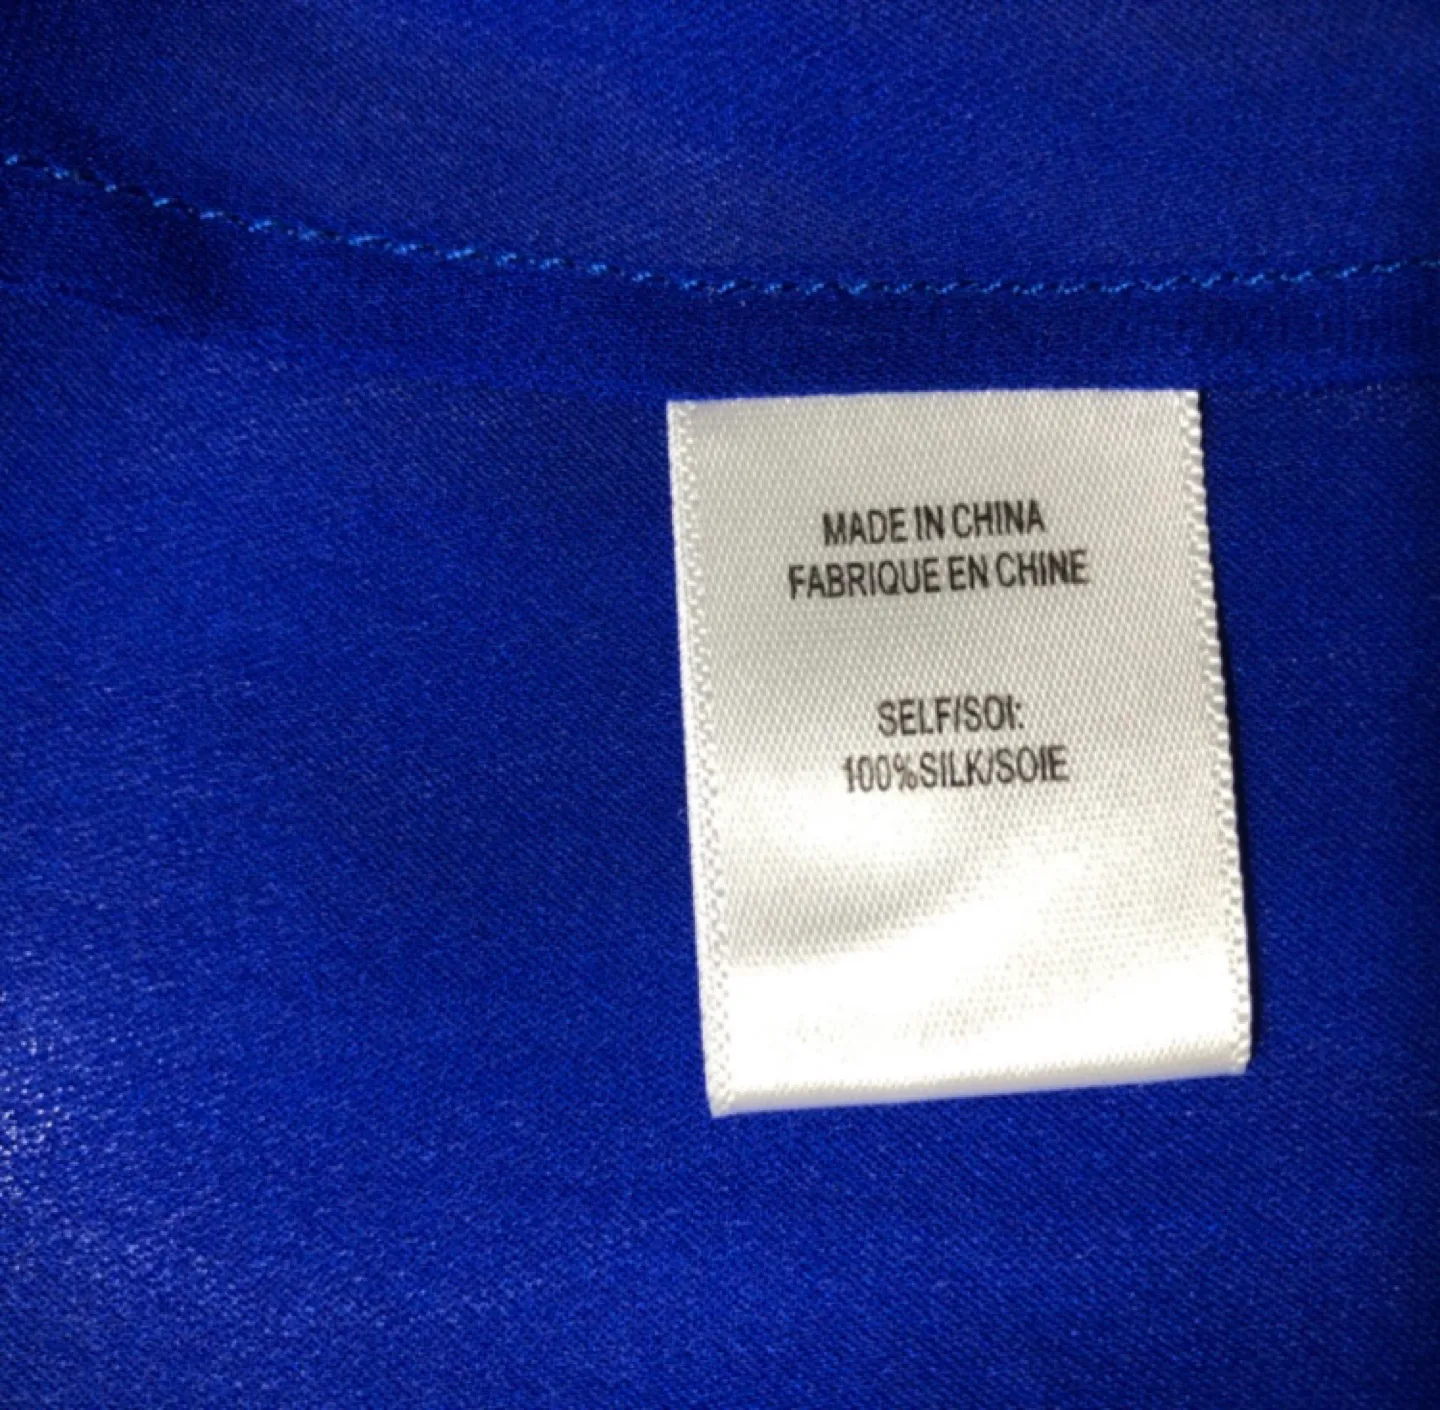 MADE IN CHINA
FABRIQUE EN CHINE
SELF/SOI:
100%SILK/SOIE